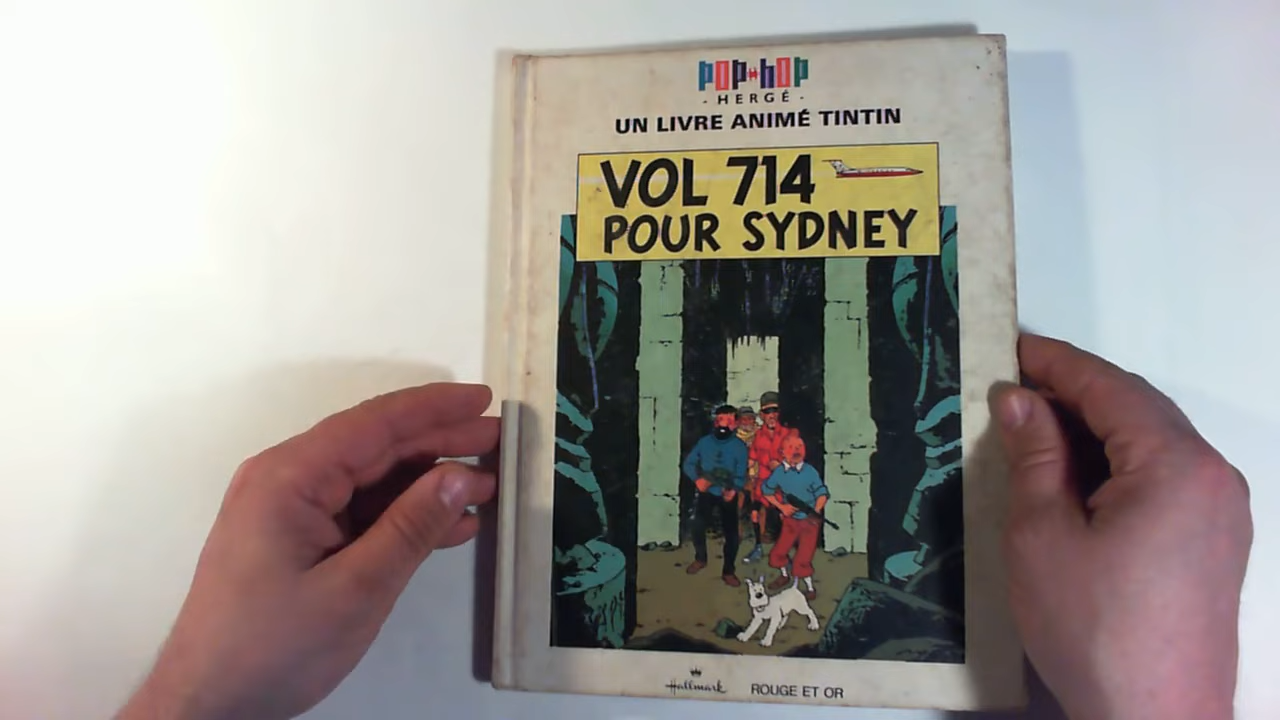 POP HOP
- HERGÉ -
UN LIVRE ANIMÉ TINTIN
VOL 714
POUR SYDNEY
Hallmark ROUGE ET OR